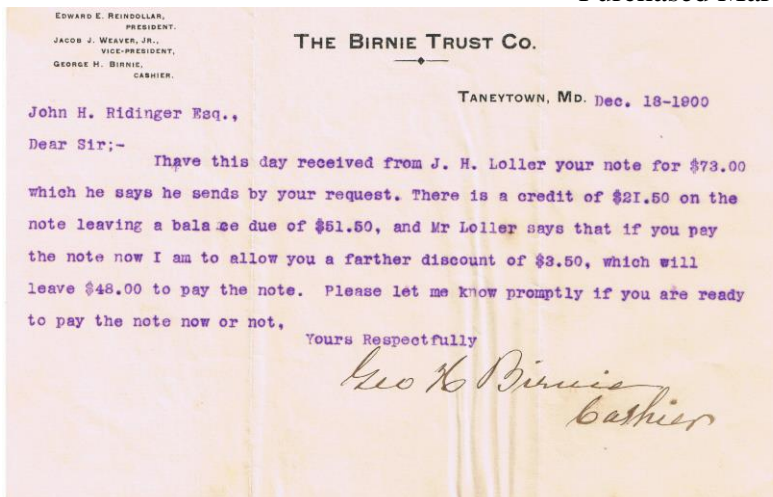 Purchased Mar
EDWARD E. REINDOLLAR,
PRESIDENT.
JACOB J. WEAVER, JR.,
VICE-PRESIDENT,
GEORGE H. BIRNIE,
CASHIER.
THE BIRNIE TRUST CO.
TANEYTOWN, MD. Dec. 18-1900
John H. Ridinger Esq.,
Dear Sir;-
Ihave this day received from J. H. Loller your note for $73.00
which he says he sends by your request. There is a credit of $2I.50 on the
note leaving a balance due of $51.50, and Mr Loller says that if you pay
the note now I am to allow you a farther discount of $3.50, which will
leave $48.00 to pay the note. Please let me know promptly if you are ready
to pay the note now or not,
Yours Respectfully
Geo H Birnie
Cashier